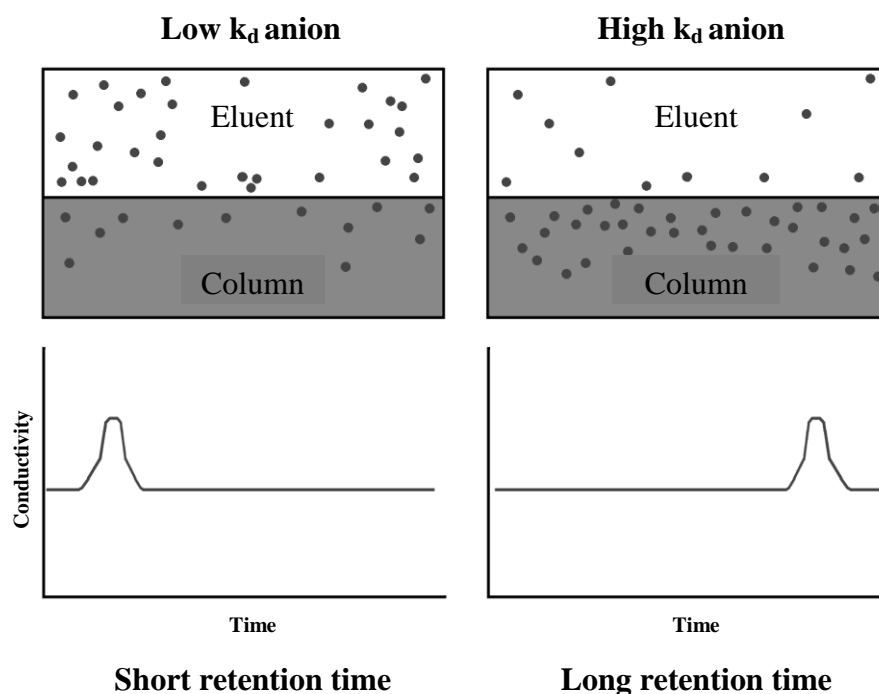 Low kd anion
High kd anion
Eluent
Eluent
Column
Column
Conductivity
Time
Time
Short retention time
Long retention time